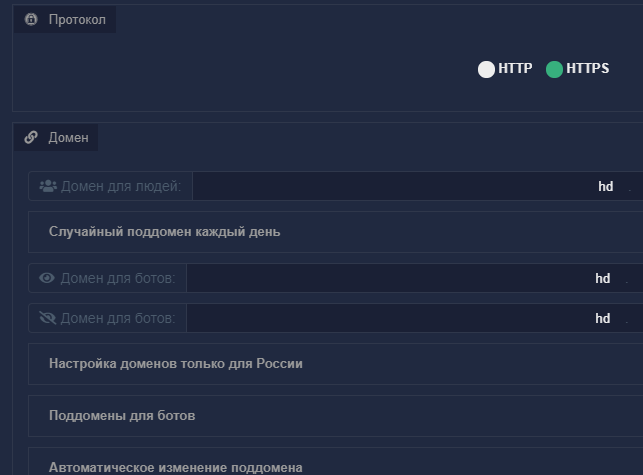 Протокол
HTTP HTTPS
Домен
Домен для людей: hd .
Случайный поддомен каждый день
Домен для ботов: hd .
Домен для ботов: hd .
Настройка доменов только для России
Поддомены для ботов
Автоматическое изменение поддомена